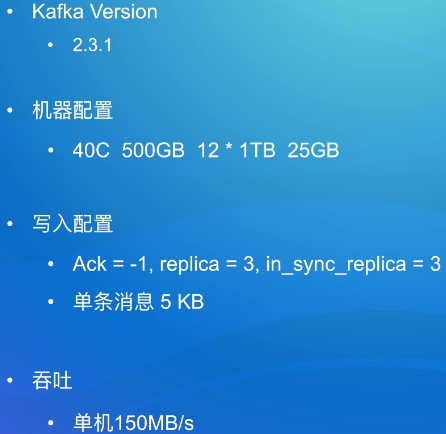 Kafka Version
2.3.1
机器配置
40C 500GB 12 * 1TB 25GB
写入配置
Ack = -1, replica = 3, in_sync_replica = 3
单条消息 5 KB
吞吐
单机150MB/s